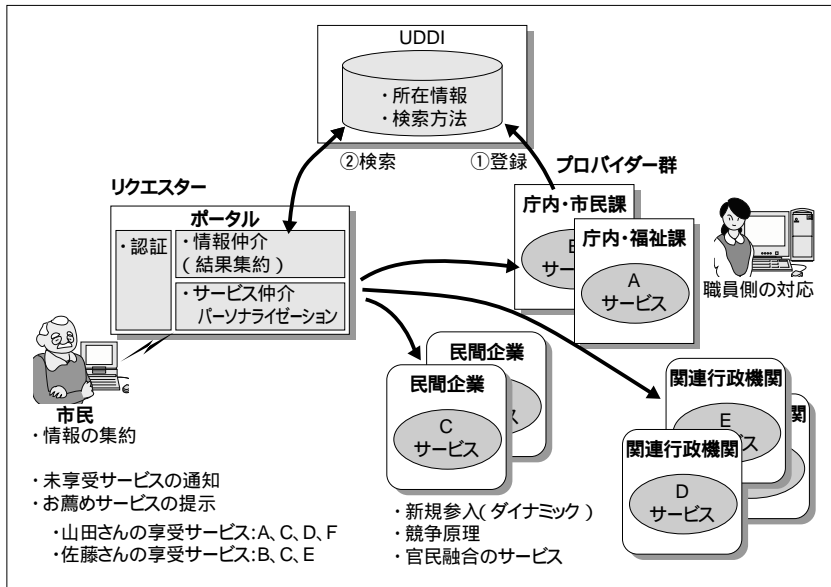 UDDI
・所在情報
・検索方法
②検索
①登録
リクエスター
プロバイダー群
ポータル
・認証
・情報仲介
(結果集約)
・サービス仲介
パーソナライゼーション
庁内・市民課
サービス
庁内・福祉課
A
サービス
職員側の対応
市民
・情報の集約
・未享受サービスの通知
・お薦めサービスの提示
・山田さんの享受サービス:A、C、D、F
・佐藤さんの享受サービス:B、C、E
民間企業
ス
民間企業
C
サービス
・新規参入(ダイナミック)
・競争原理
・官民融合のサービス
関連行政機関
E
ービス
関
関連行政機関
D
サービス